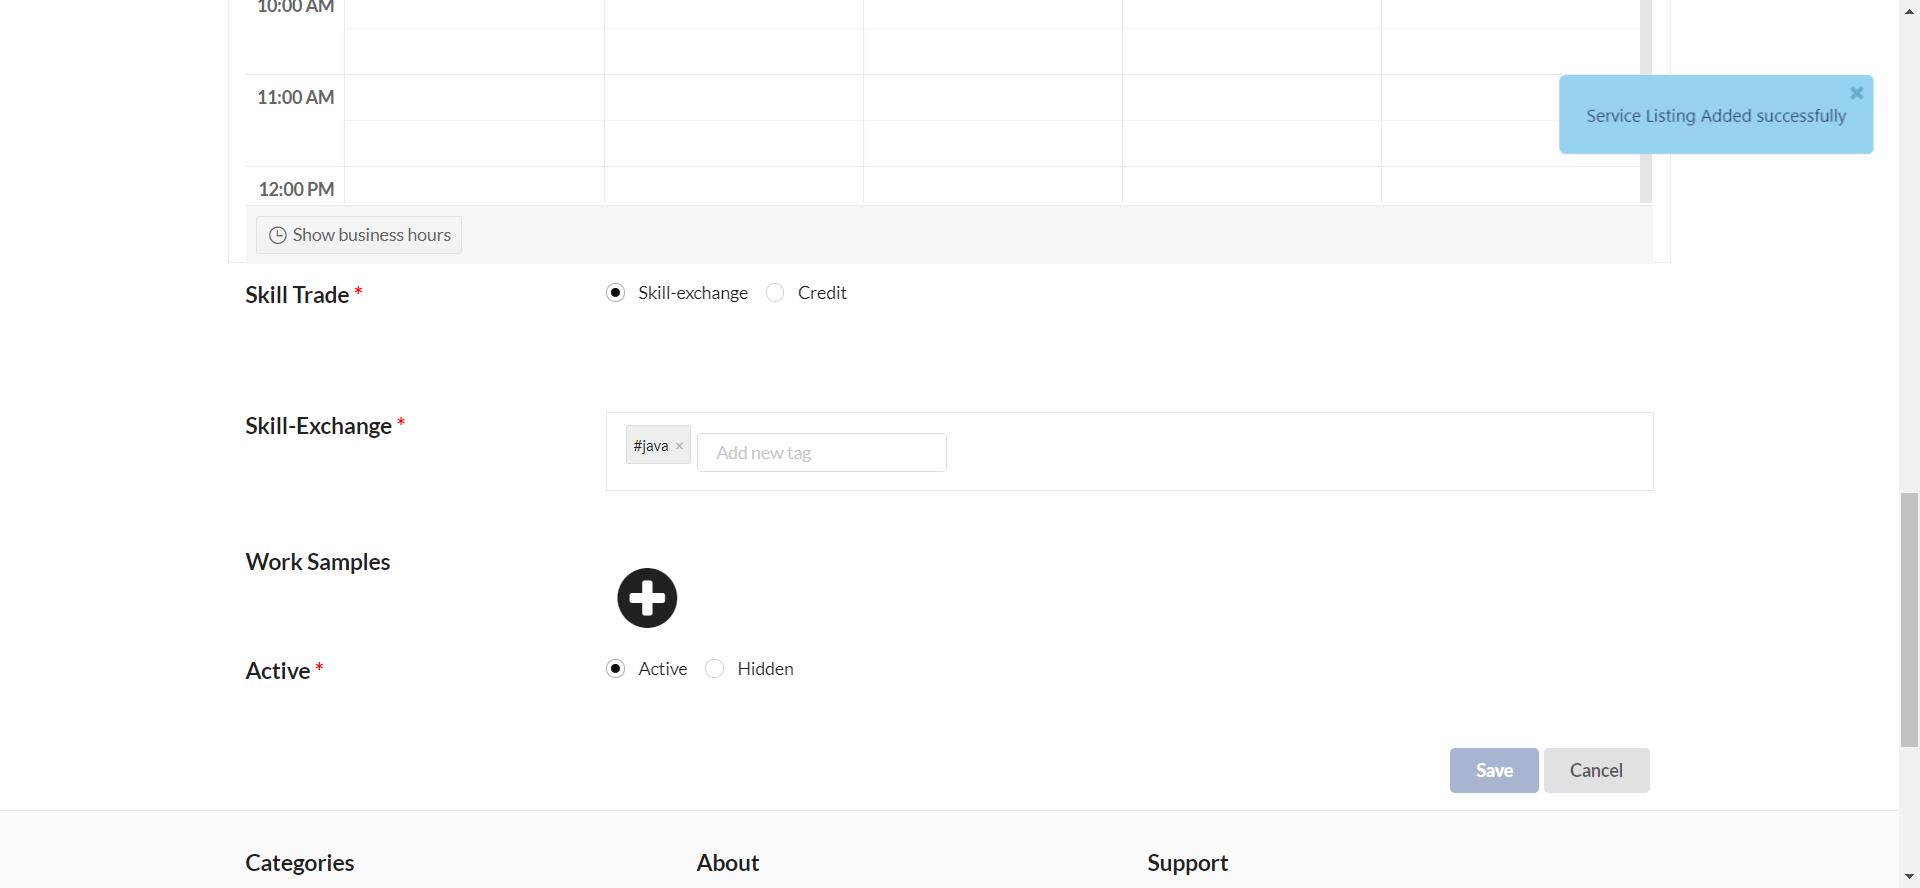 10:00 AM
11:00 AM
Service Listing Added successfully
12:00 PM
Show business hours
Skill Trade *
Skill-exchange Credit
Skill-Exchange *
#java × Add new tag
Work Samples
Active *
Active Hidden
Save Cancel
Categories About Support